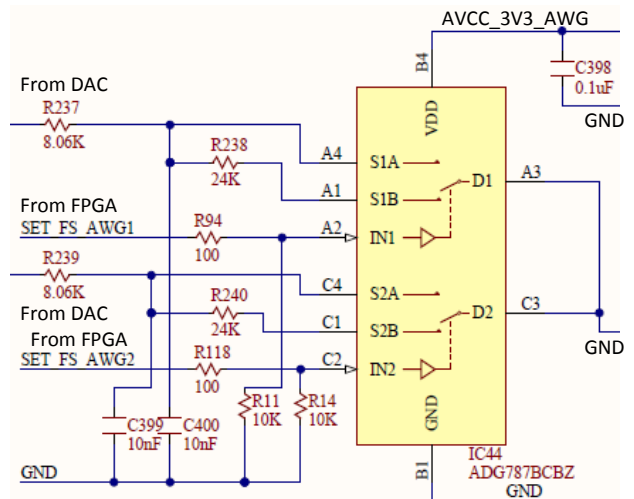 AVCC_3V3_AWG
B4
C398
0.1uF
GND
From DAC
R237
8.06K
VDD
R238
24K
A4
S1A
A1
S1B
D1
A3
From FPGA
SET_FS_AWG1
R94
100
A2
IN1
R239
8.06K
C4
S2A
R240
24K
C1
S2B
D2
C3
From DAC
From FPGA
SET_FS_AWG2
R118
100
C2
IN2
GND
C399
10nF
C400
10nF
R11
10K
R14
10K
GND
GND
B1
IC44
ADG787BCBZ
GND